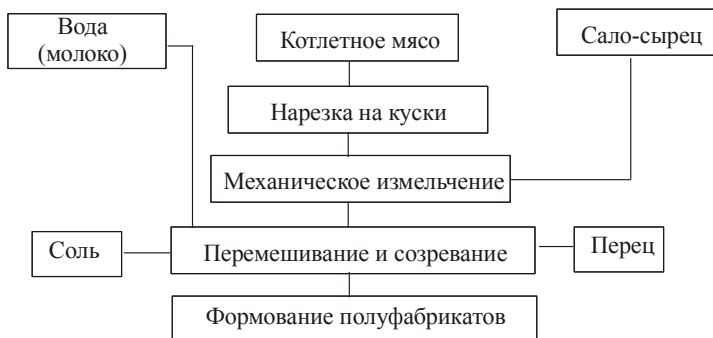 Вода
(молоко)
Котлетное мясо
Сало-сырец
Нарезка на куски
Механическое измельчение
Соль
Перемешивание и созревание
Перец
Формование полуфабрикатов